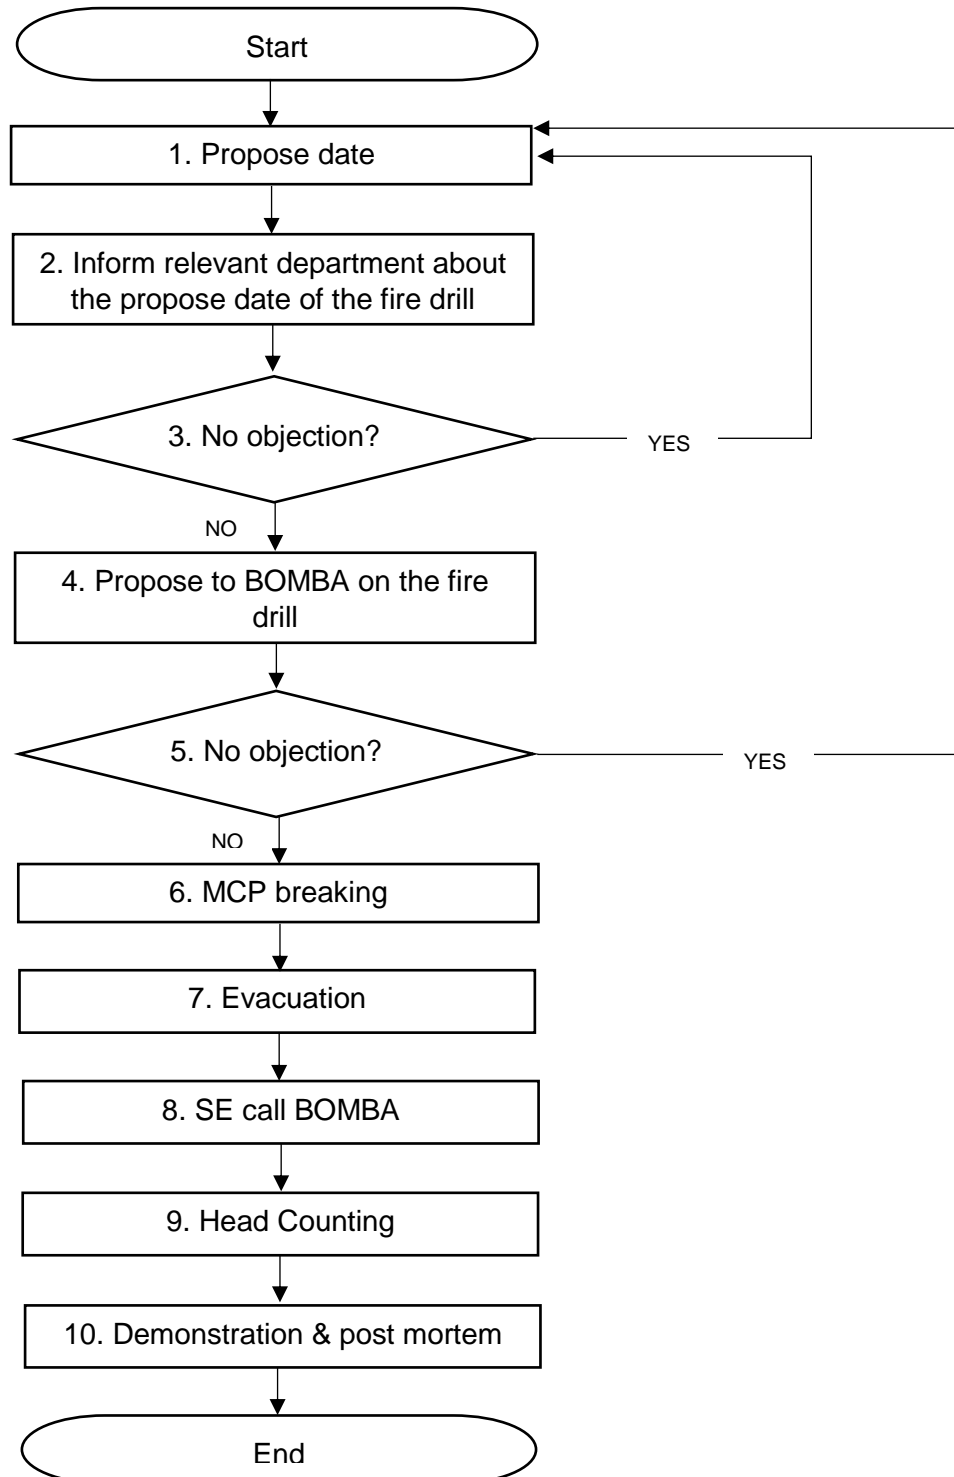 Start
1. Propose date
2. Inform relevant department about
the propose date of the fire drill
3. No objection?
YES
NO
4. Propose to BOMBA on the fire
drill
5. No objection?
YES
NO
6. MCP breaking
7. Evacuation
8. SE call BOMBA
9. Head Counting
10. Demonstration & post mortem
End